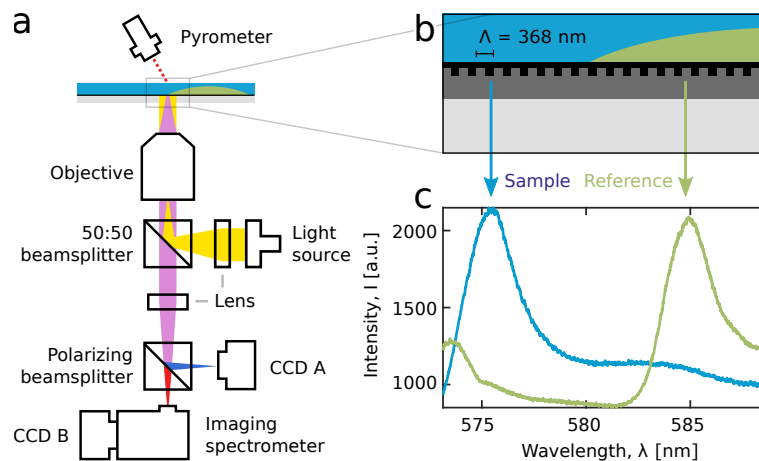 a
Pyrometer
Objective
50:50
beamsplitter
Light
source
Lens
Polarizing
beamsplitter
CCD A
CCD B
Imaging
spectrometer
b
Λ = 368 nm
Sample
Reference
c
Intensity, I [a.u.]
2000
1500
1000
575
580
585
Wavelength, λ [nm]